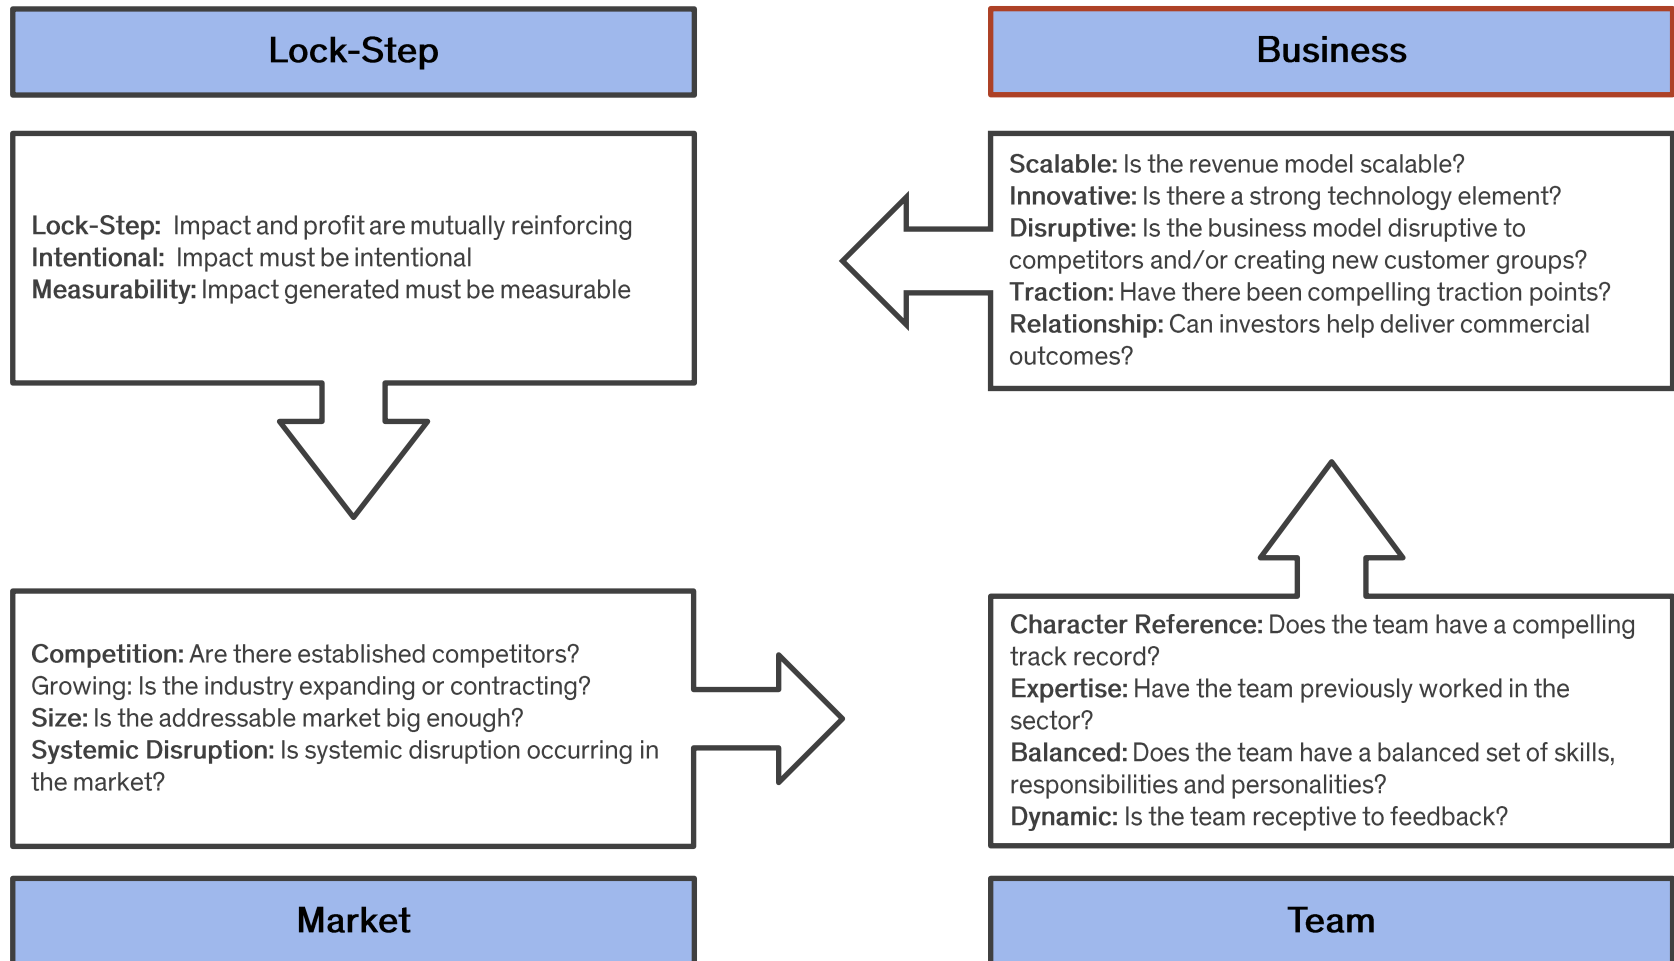 Lock-Step
Lock-Step: Impact and profit are mutually reinforcing
Intentional: Impact must be intentional
Measurability: Impact generated must be measurable
Business
Scalable: Is the revenue model scalable?
Innovative: Is there a strong technology element?
Disruptive: Is the business model disruptive to
competitors and/or creating new customer groups?
Traction: Have there been compelling traction points?
Relationship: Can investors help deliver commercial
outcomes?
Competition: Are there established competitors?
Growing: Is the industry expanding or contracting?
Size: Is the addressable market big enough?
Systemic Disruption: Is systemic disruption occurring in
the market?
Market
Character Reference: Does the team have a compelling
track record?
Expertise: Have the team previously worked in the
sector?
Balanced: Does the team have a balanced set of skills,
responsibilities and personalities?
Dynamic: Is the team receptive to feedback?
Team